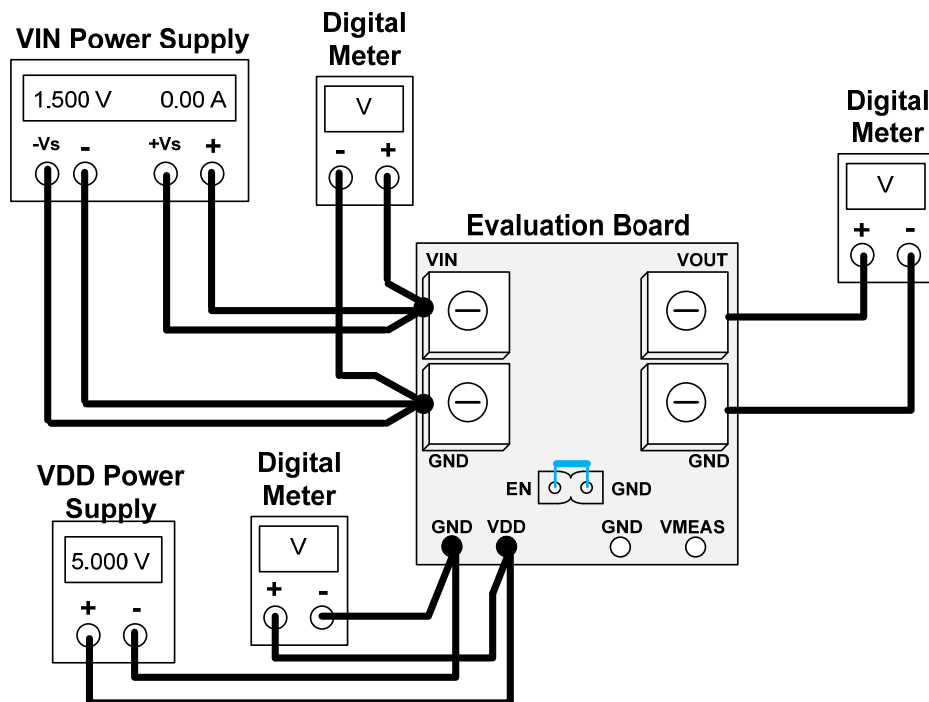 Digital
Meter
VIN Power Supply
1.500 V 0.00 A
-Vs - +Vs +
V
- +
Digital
Meter
V
+ -
Evaluation Board
VIN VOUT
GND GND
EN GND
GND VDD GND VMEAS
VDD Power
Supply
5.000 V
+ -
Digital
Meter
V
+ -